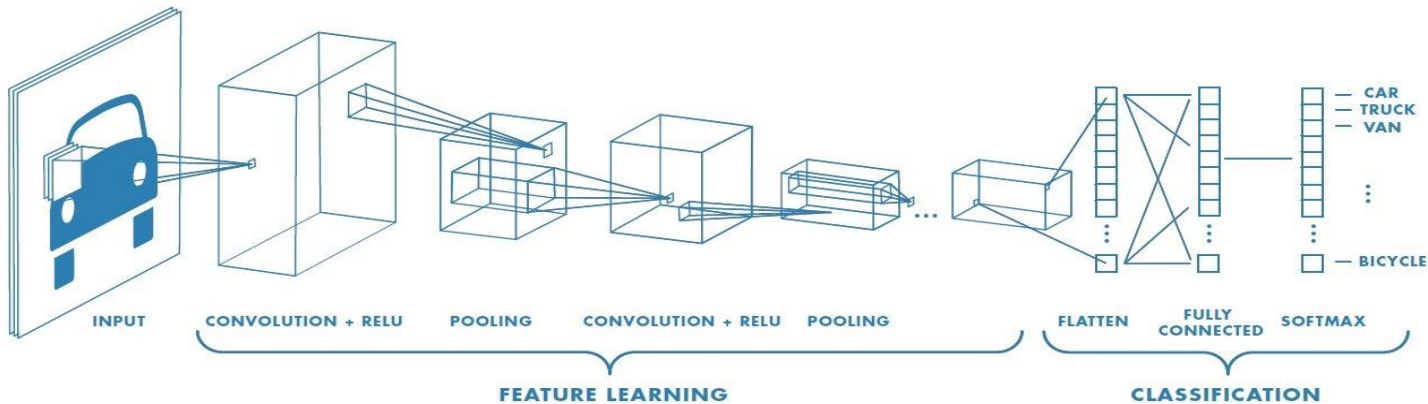 CAR
TRUCK
VAN
BICYCLE
INPUT
CONVOLUTION + RELU
POOLING
CONVOLUTION + RELU
POOLING
FLATTEN
FULLY
CONNECTED
SOFTMAX
FEATURE LEARNING
CLASSIFICATION